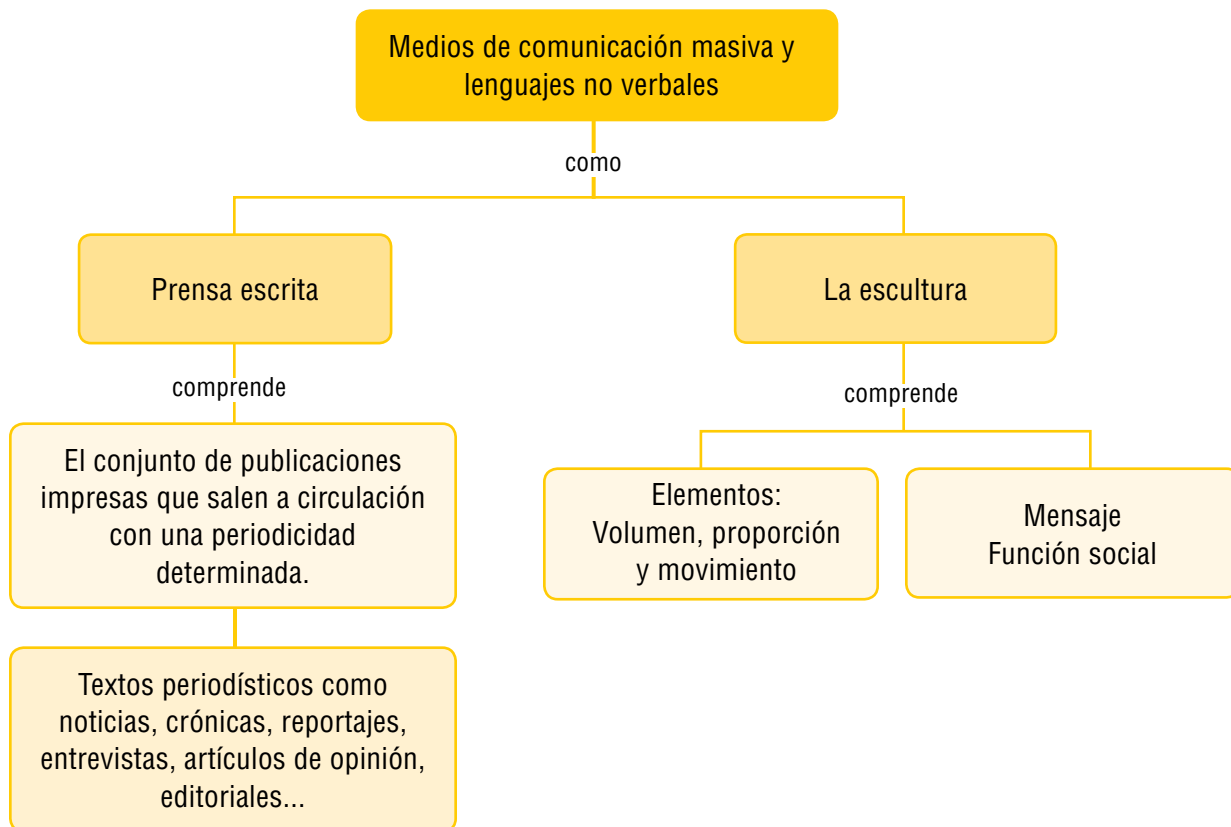 Medios de comunicación masiva y
lenguajes no verbales
como
Prensa escrita
La escultura
comprende
comprende
El conjunto de publicaciones
impresas que salen a circulación
con una periodicidad
determinada.
Elementos:
Volumen, proporción
y movimiento
Mensaje
Función social
Textos periodísticos como
noticias, crónicas, reportajes,
entrevistas, artículos de opinión,
editoriales...